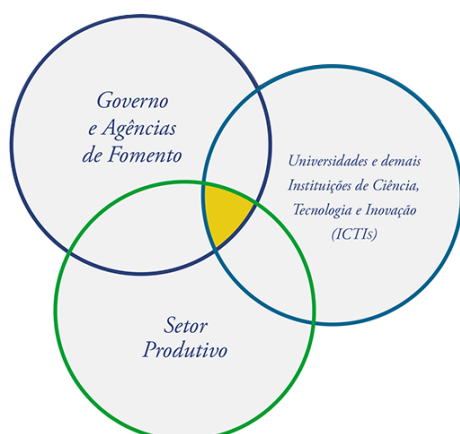 Governo
e Agências
de Fomento
Universidades e demais
Instituições de Ciência,
Tecnologia e Inovação
(ICTIs)
Setor
Produtivo